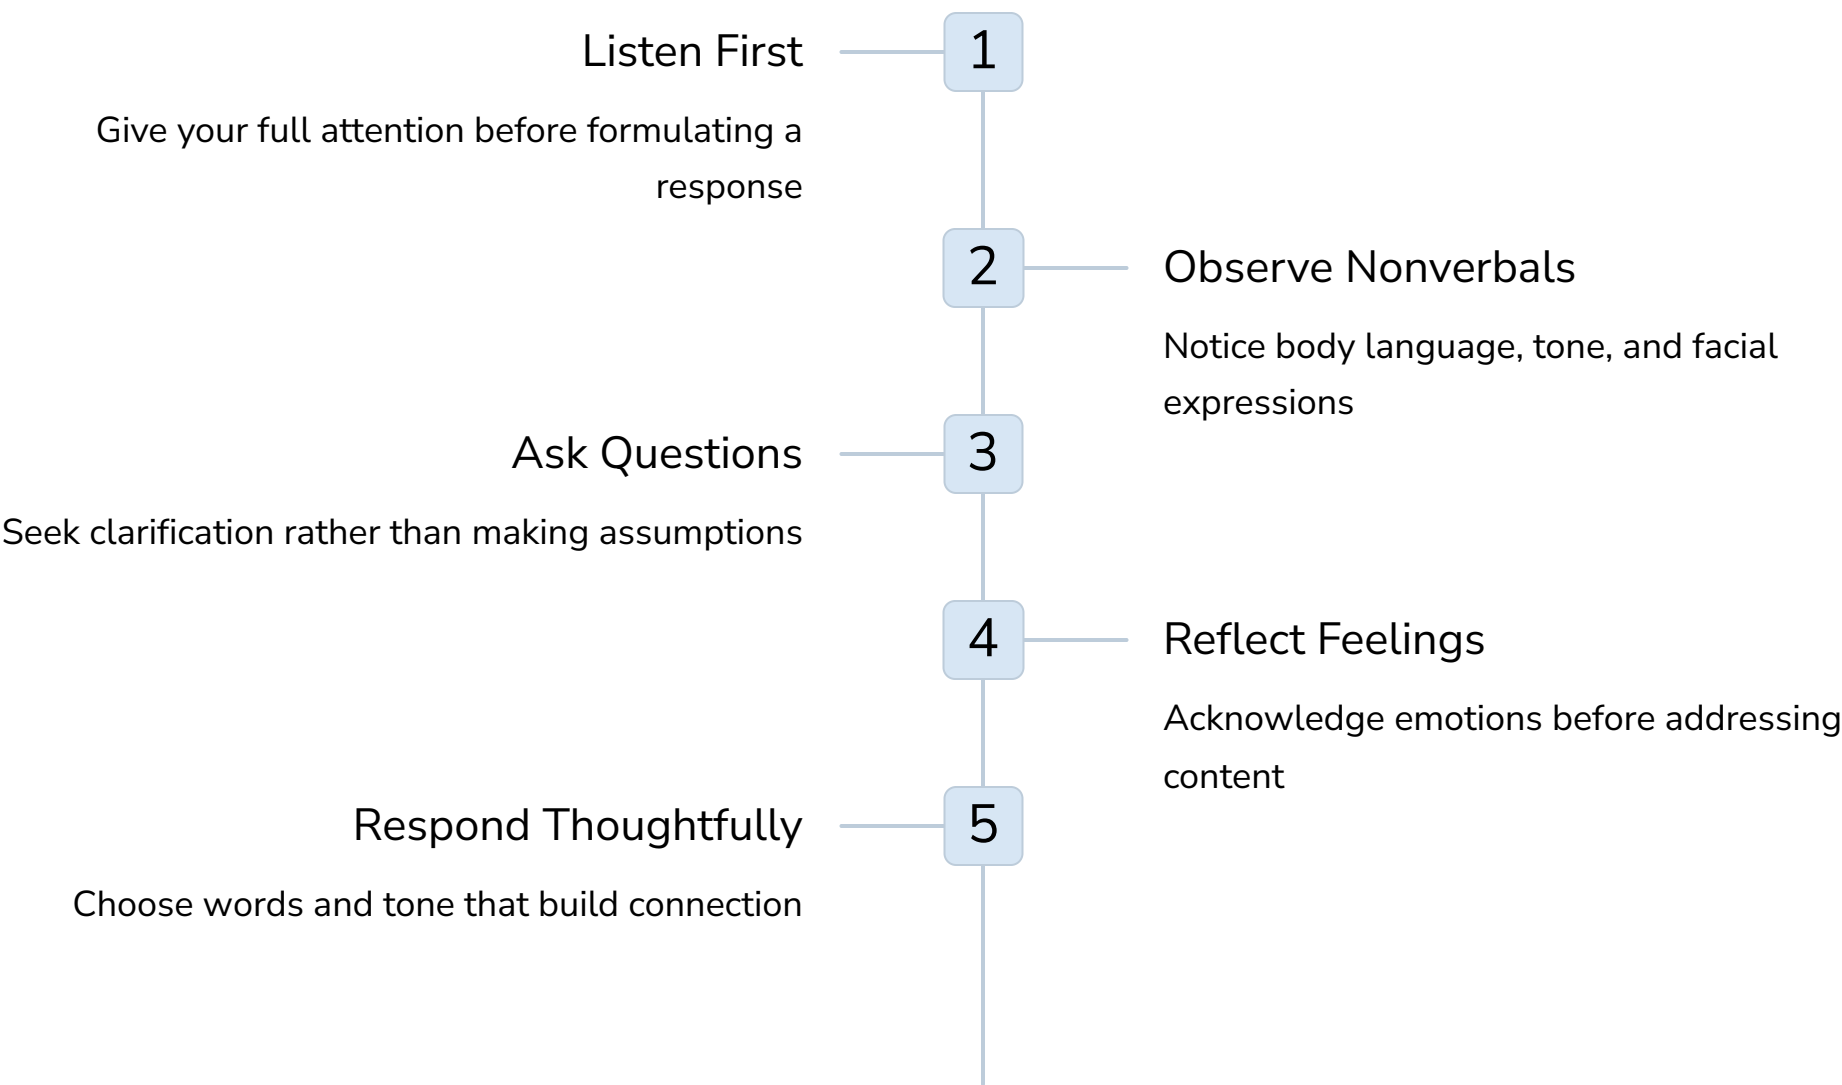 Listen First
1
Give your full attention before formulating a
response
2
Observe Nonverbals
Notice body language, tone, and facial
expressions
Ask Questions
3
Seek clarification rather than making assumptions
4
Reflect Feelings
Acknowledge emotions before addressing
content
Respond Thoughtfully
5
Choose words and tone that build connection